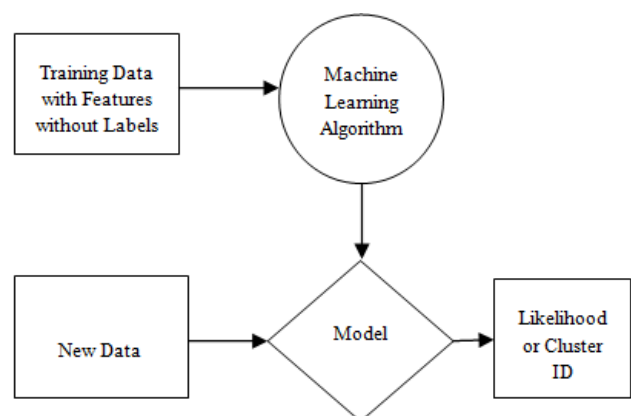 Training Data
with Features
without Labels
Machine
Learning
Algorithm
New Data
Model
Likelihood
or Cluster
ID